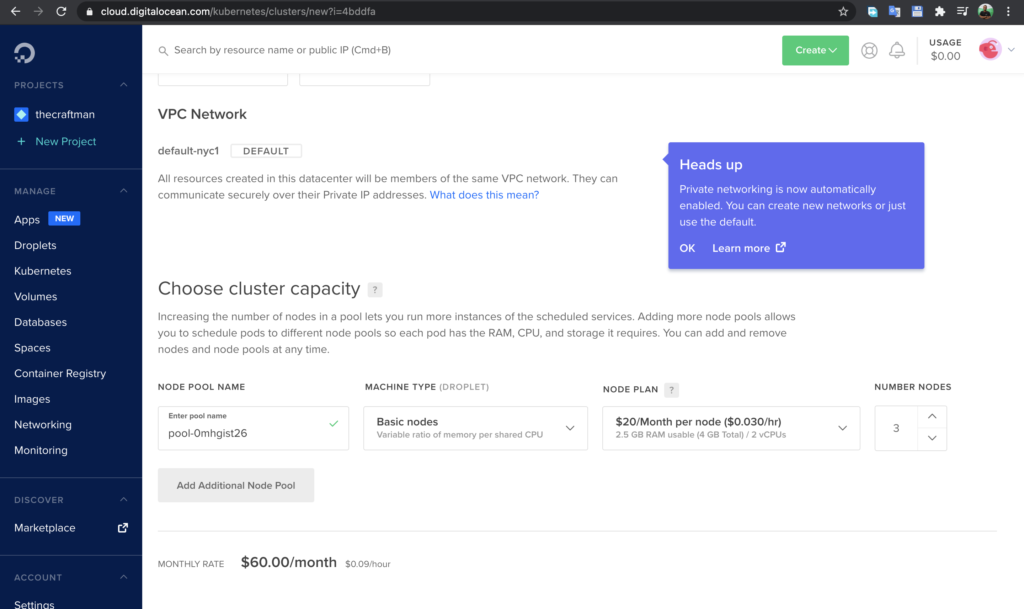 cloud.digitalocean.com/kubernetes/clusters/new?i=4bddfa
Search by resource name or public IP (Cmd+B)
Create
USAGE
$0.00
PROJECTS
thecraftman
+ New Project
MANAGE
Apps NEW
Droplets
Kubernetes
Volumes
Databases
Spaces
Container Registry
Images
Networking
Monitoring
DISCOVER
Marketplace
ACCOUNT
Settings
VPC Network
default-nyc1 DEFAULT
All resources created in this datacenter will be members of the same VPC network. They can
communicate securely over their Private IP addresses. What does this mean?
Heads up
Private networking is now automatically
enabled. You can create new networks or just
use the default.
OK Learn more
Choose cluster capacity ?
Increasing the number of nodes in a pool lets you run more instances of the scheduled services. Adding more node pools allows
you to schedule pods to different node pools so each pod has the RAM, CPU, and storage it requires. You can add and remove
nodes and node pools at any time.
NODE POOL NAME
Enter pool name
pool-0mhgist26
MACHINE TYPE (DROPLET)
Basic nodes
Variable ratio of memory per shared CPU
NODE PLAN ?
$20/Month per node ($0.030/hr)
2.5 GB RAM usable (4 GB Total) / 2 vCPUs
NUMBER NODES
3
Add Additional Node Pool
MONTHLY RATE $60.00/month $0.09/hour